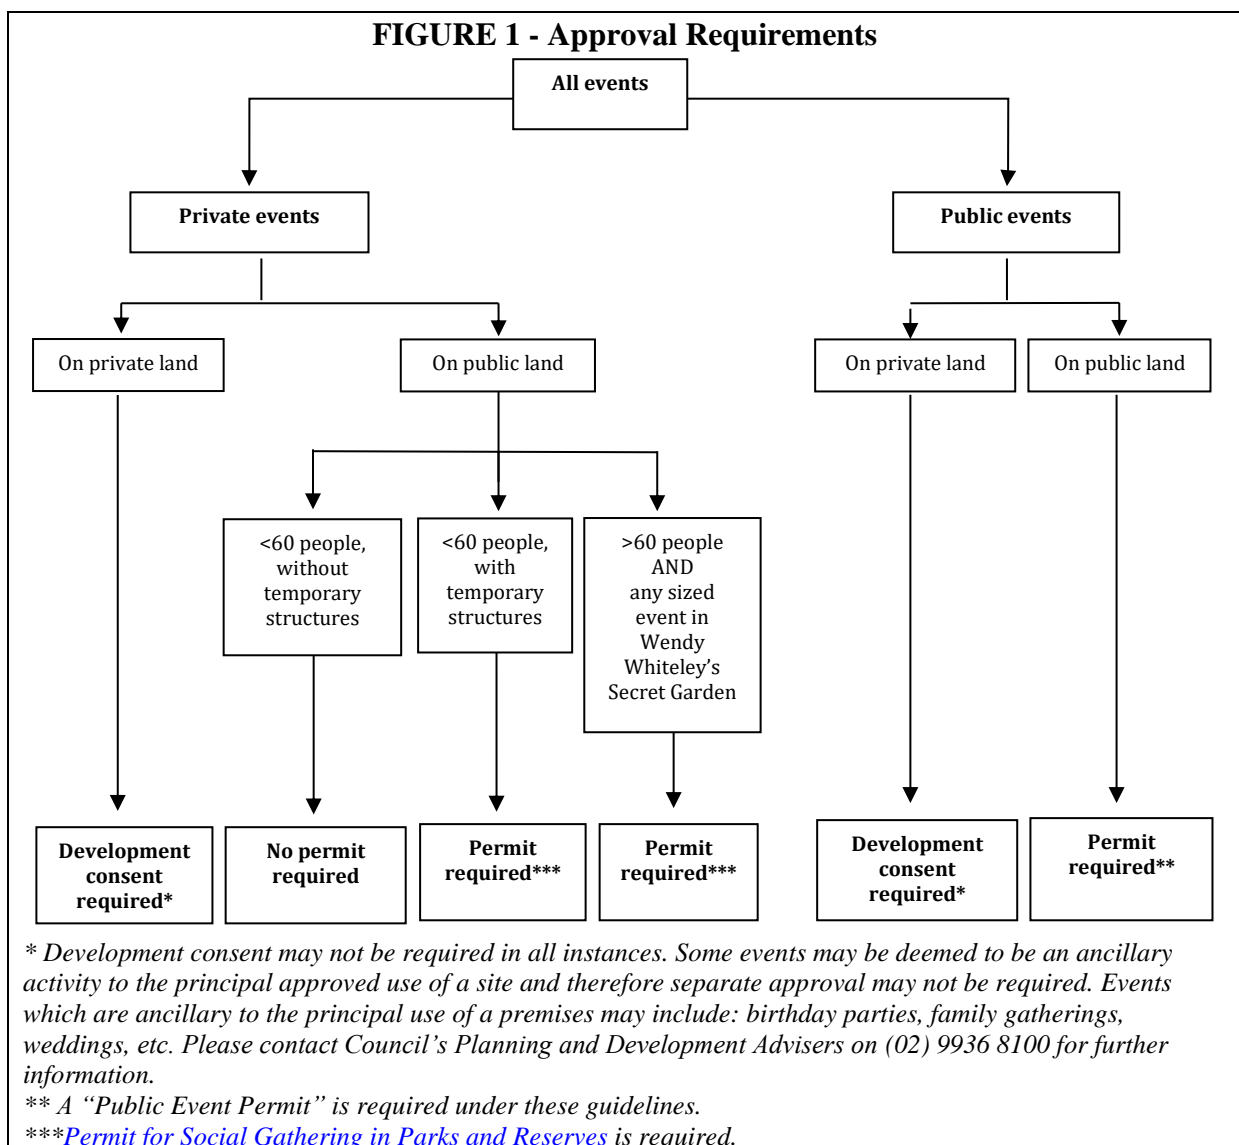 FIGURE 1 - Approval Requirements
All events
Private events
Public events
On private land
On public land
On private land
On public land
<60 people,
without
temporary
structures
<60 people,
with
temporary
structures
>60 people
AND
any sized
event in
Wendy
Whiteley’s
Secret Garden
Development
consent
required*
No permit
required
Permit
required***
Permit
required***
Development
consent
required*
Permit
required**
* Development consent may not be required in all instances. Some events may be deemed to be an ancillary
activity to the principal approved use of a site and therefore separate approval may not be required. Events
which are ancillary to the principal use of a premises may include: birthday parties, family gatherings,
weddings, etc. Please contact Council’s Planning and Development Advisers on (02) 9936 8100 for further
information.
** A “Public Event Permit” is required under these guidelines.
***Permit for Social Gathering in Parks and Reserves is required.